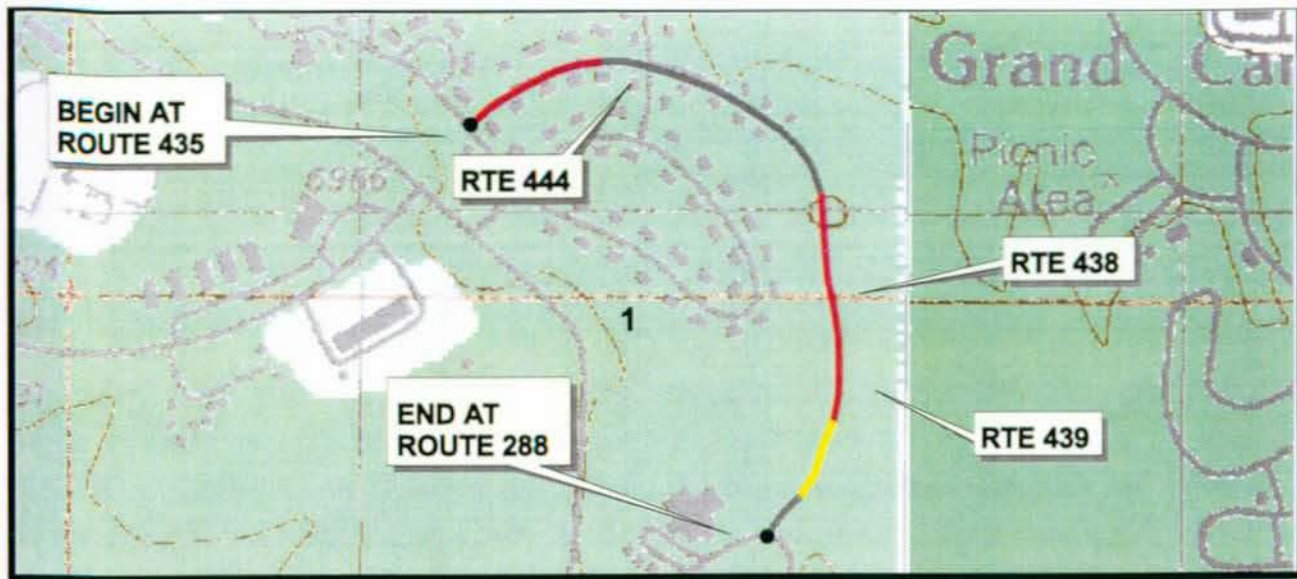 BEGIN AT
ROUTE 435
RTE 444
6966
Grand
Picnic
Area
RTE 438
1
END AT
ROUTE 288
RTE 439